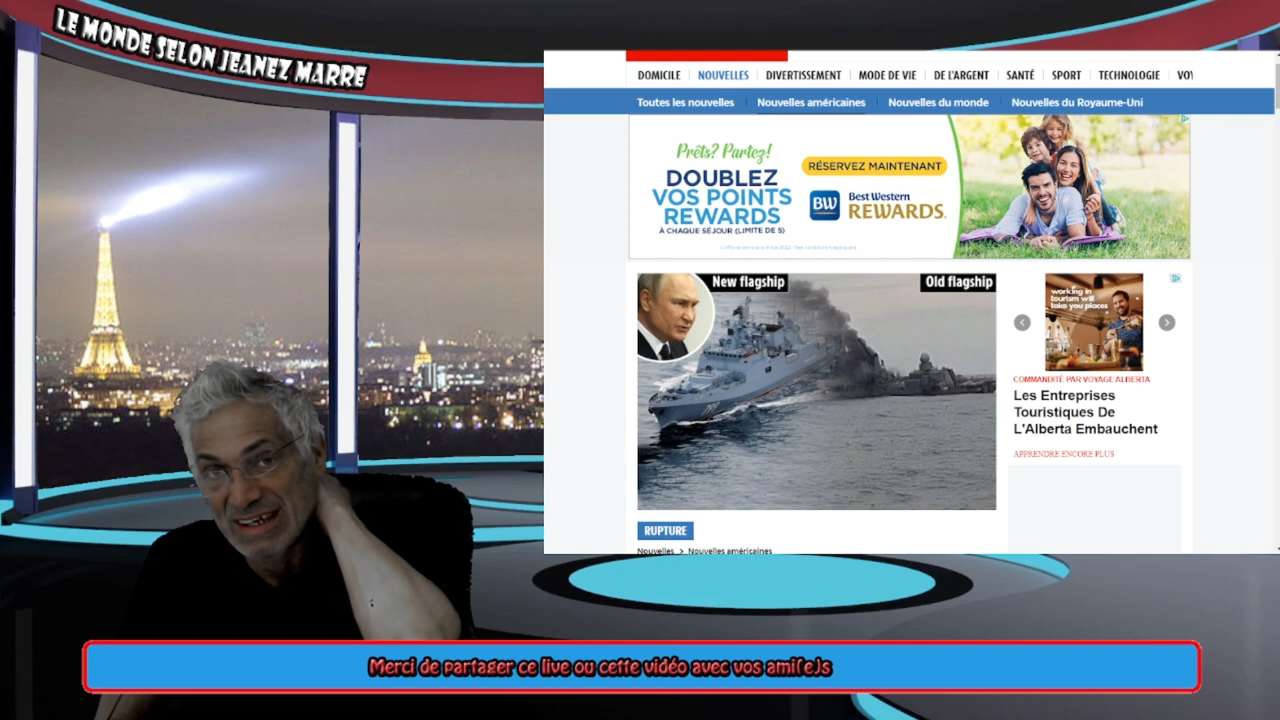 LE MONDE SELON JEANEZ MARRE
DOMICILE
NOUVELLES
DIVERTISSEMENT
MODE DE VIE
DE L'ARGENT
SANTÉ
SPORT
TECHNOLOGIE
Toutes les nouvelles
Nouvelles américaines
Nouvelles du monde
Nouvelles du Royaume-Uni
Prêts? Partez!
DOUBLEZ
VOS POINTS
REWARDS
À CHAQUE SÉJOUR (LIMITE DE 5)
RÉSERVEZ MAINTENANT
BW
Best Western
REWARDS.
New flagship
Old flagship
working in
tourism will
take you places
COMMANDITÉ PAR VOYAGE ALBERTA
Les Entreprises
Touristiques De
L'Alberta Embauchent
APPRENDRE ENCORE PLUS
RUPTURE
Nouvelles > Nouvelles américaines
Merci de partager ce live ou cette vidéo avec vos ami(e)s